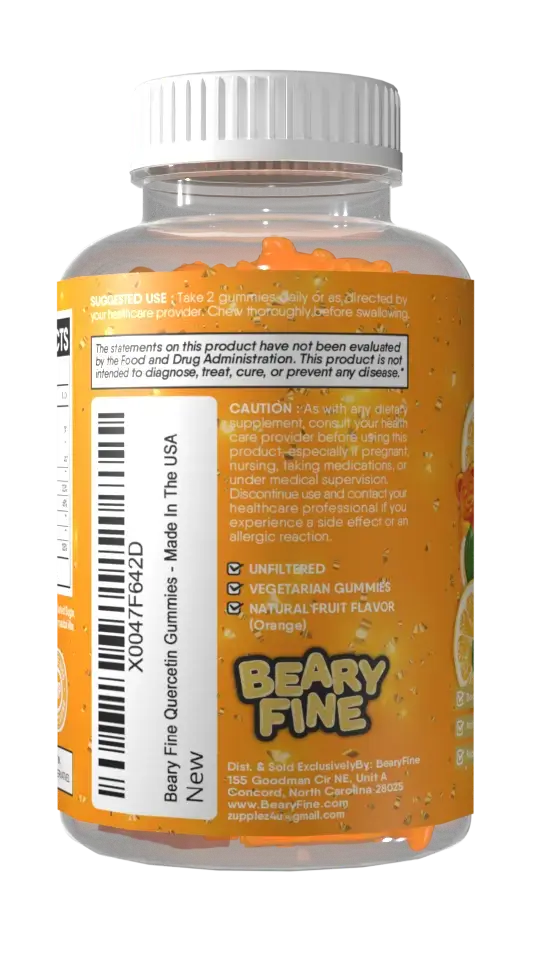 SUGGESTED USE : Take 2 gummies daily or as directed by
your healthcare provider. Chew thoroughly before swallowing.
CTS
The statements on this product have not been evaluated
by the Food and Drug Administration. This product is not
intended to diagnose, treat, cure, or prevent any disease.*
CAUTION : As with any dietary
supplement, consult your health
care provider before using this
product, especially if pregnant,
nursing, taking medications, or
under medical supervision.
Discontinue use and contact your
healthcare professional if you
experience a side effect or an
allergic reaction.
X0047F642D
Beary Fine Quercetin Gummies - Made In The USA
New
UNFILTERED
VEGETARIAN GUMMIES
NATURAL FRUIT FLAVOR
(Orange)
BEARY
FINE
Dist. & Sold ExclusivelyBy: BearyFine
155 Goodman Cir NE, Unit A
Concord, North Carolina 28025
www.BearyFine.com
zupplez4u@gmail.com